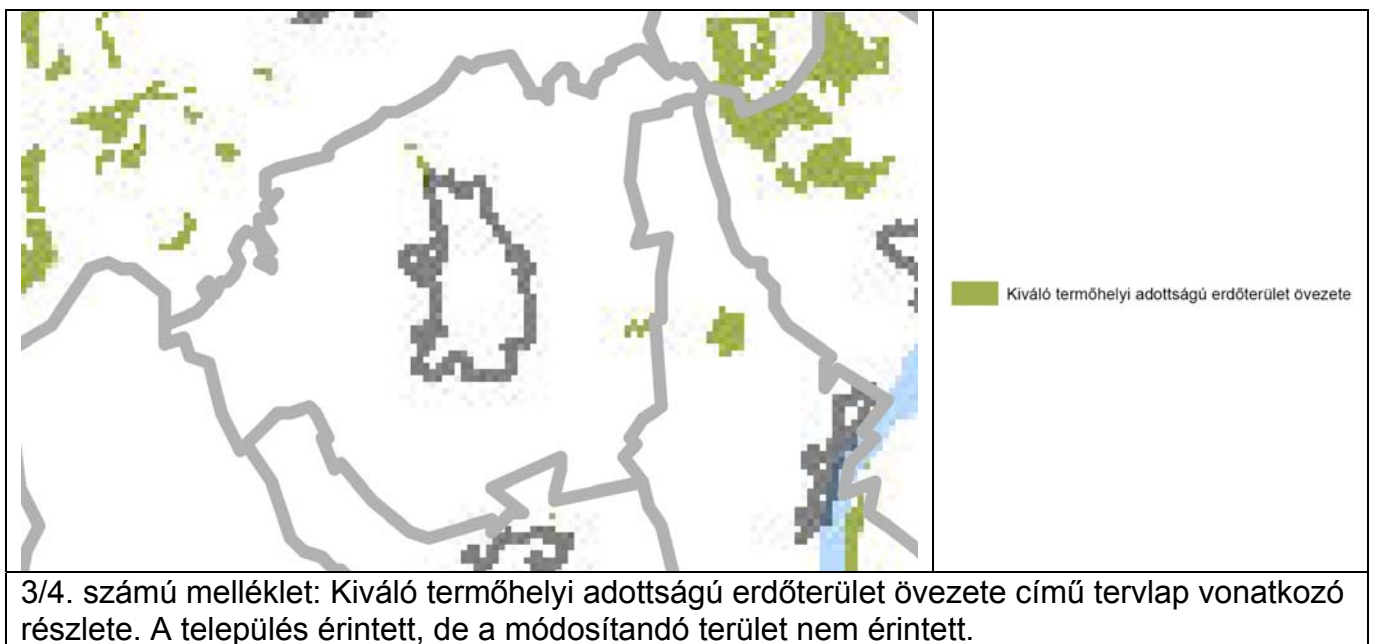 Kiváló termőhelyi adottságú erdőterület övezete
3/4. számú melléklet: Kiváló termőhelyi adottságú erdőterület övezete című tervlap vonatkozó
részlete. A település érintett, de a módosítandó terület nem érintett.